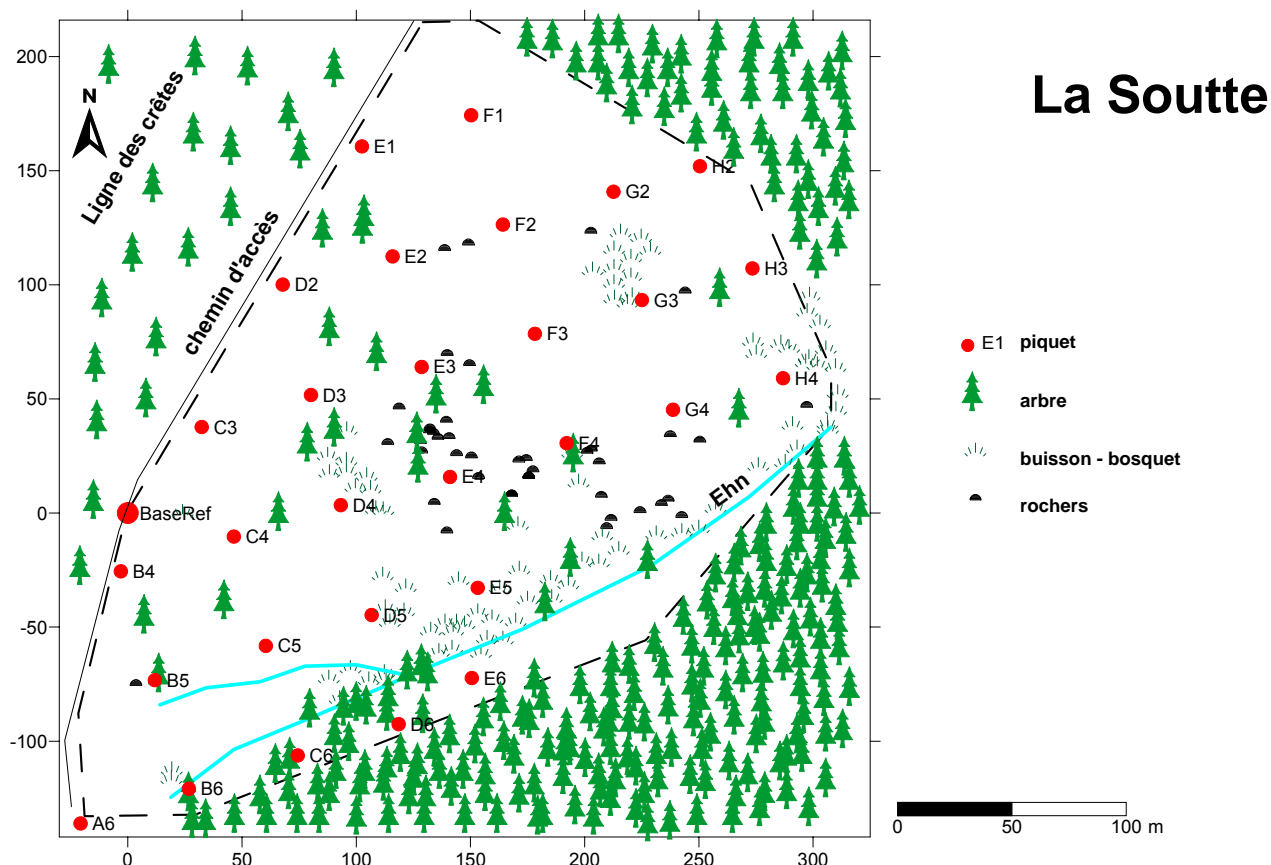 La Soutte
200
150
100
50
0
-50
-100
0
50
100
150
200
250
300
N
Ligne des crêtes
chemin d'accès
Ehn
F1
E1
H2
G2
F2
E2
D2
H3
G3
F3
E3
D3
H4
G4
C3
F4
E4
D4
BaseRef
C4
B4
E5
D5
C5
B5
E6
D6
C6
B6
A6
E1 piquet
arbre
buisson - bosquet
rochers
0 50 100 m